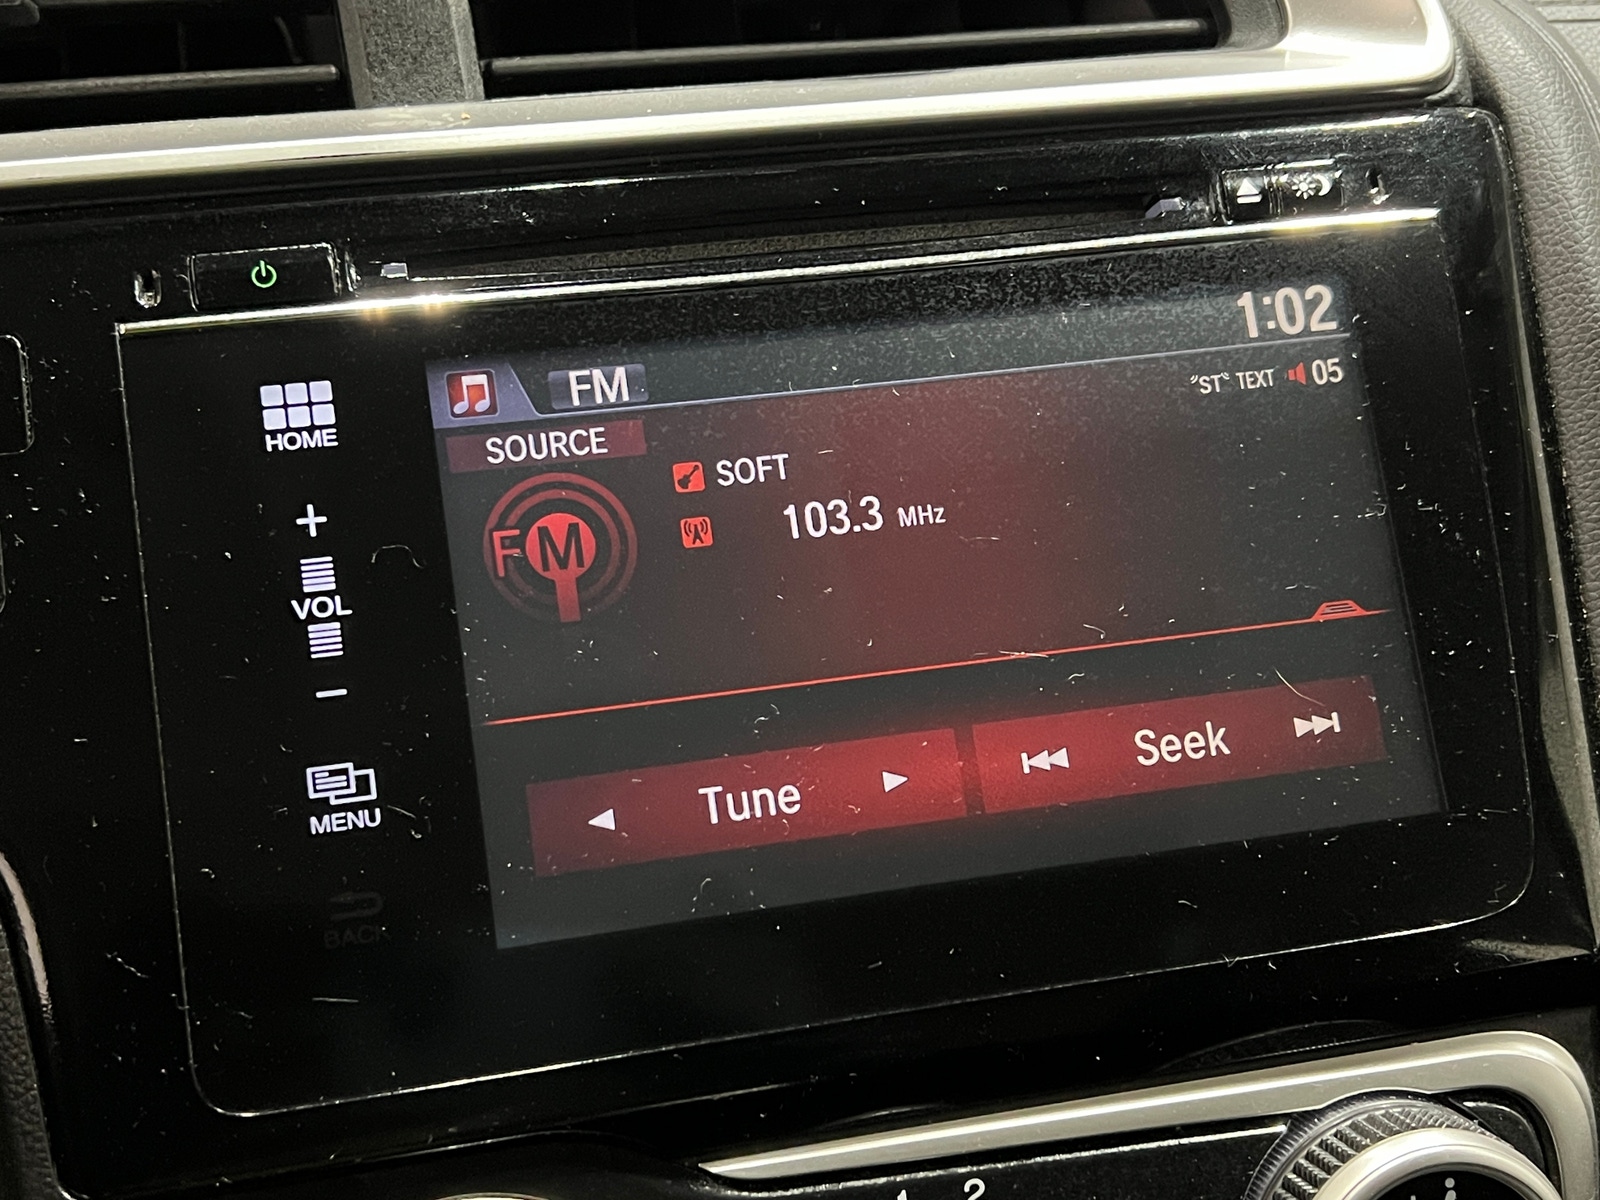 1:02
FM
"ST" TEXT 05
SOURCE
SOFT
FM
103.3 MHz
Tune
Seek
HOME
+
VOL
−
MENU
BACK
1 2